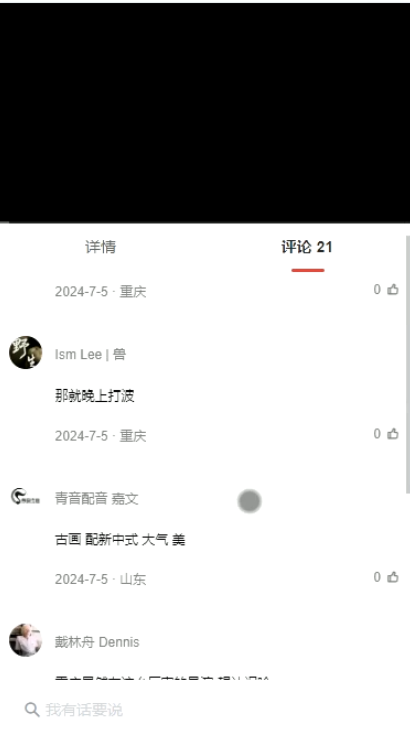 详情
评论 21
2024-7-5 · 重庆
0
Ism Lee | 兽
那就晚上打波
2024-7-5 · 重庆
0
青音配音 嘉文
古画 配新中式 大气 美
2024-7-5 · 山东
0
戴林舟 Dennis
我有话要说